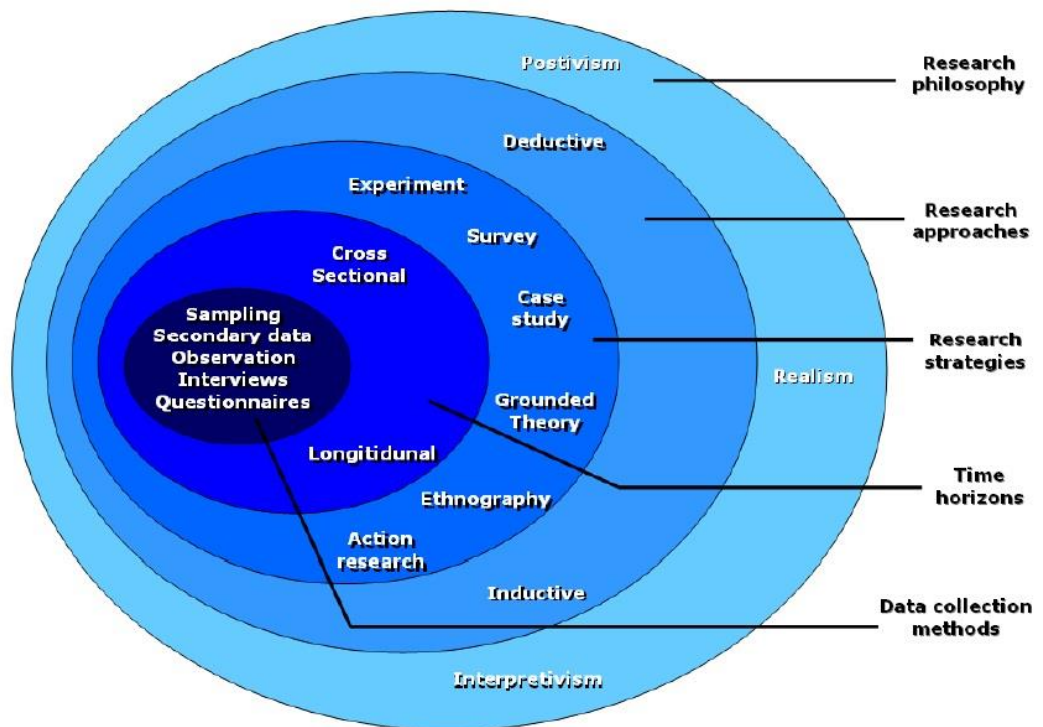 Postivism
Research
philosophy
Deductive
Experiment
Research
approaches
Survey
Cross
Sectional
Case
study
Sampling
Secondary data
Observation
Interviews
Questionnaires
Research
strategies
Realism
Grounded
Theory
Longitidunal
Time
horizons
Ethnography
Action
research
Inductive
Data collection
methods
Interpretivism